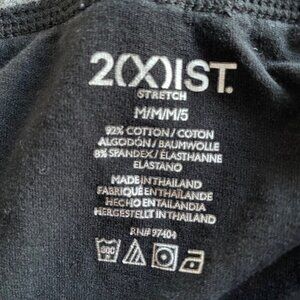 2(X)IST.
STRETCH
M/M/M/5
92% COTTON / COTON
ALGODÓN / BAUMWOLLE
8% SPANDEX / ÉLASTHANNE
ELASTANO
MADE IN THAILAND
FABRIQUÉ EN THAÏLANDE
HECHO EN TAILANDIA
HERGESTELLT IN THAILAND
RN# 97404